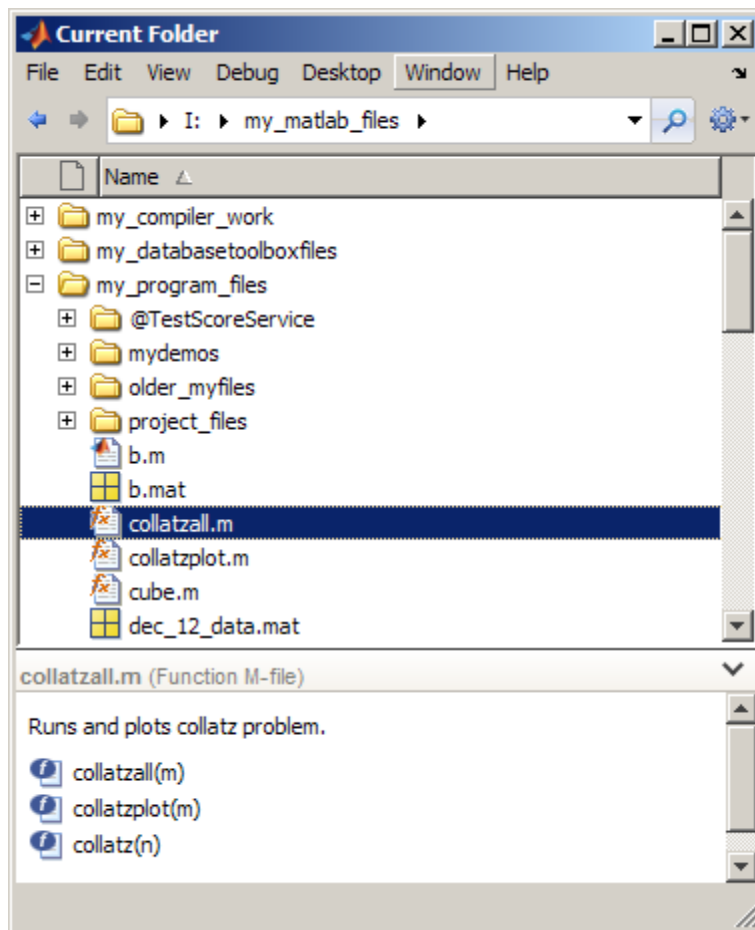 Current Folder
File Edit View Debug Desktop Window Help
I: my_matlab_files
Name
my_compiler_work
my_databasetoolboxfiles
my_program_files
@TestScoreService
mydemos
older_myfiles
project_files
b.m
b.mat
collatzall.m
collatzplot.m
cube.m
dec_12_data.mat
collatzall.m (Function M-file)
Runs and plots collatz problem.
collatzall(m)
collatzplot(m)
collatz(n)